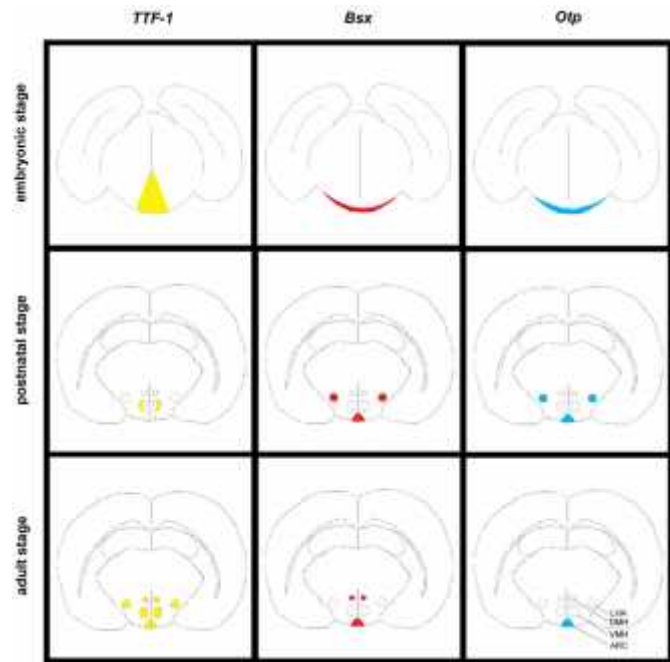 TTF-1 Bsx Otp
embryonic stage
postnatal stage
adult stage
LHA
DMH
VMH
ARC